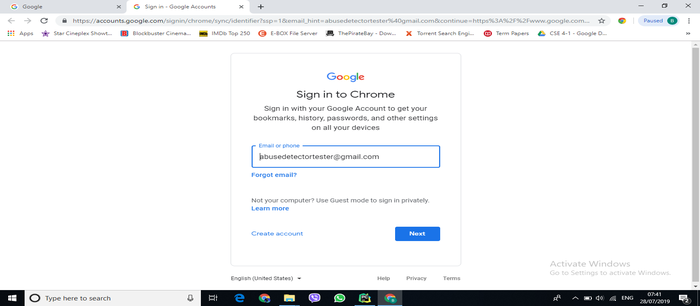 Google
Sign in - Google Accounts
https://accounts.google.com/signin/chrome/sync/identifier?ssp=1&email_hint=abusedetectortester%40gmail.com&continue=https%3A%2F%2Fwww.google.com...
Paused
Apps
Star Cineplex Showt...
Blockbuster Cinema...
IMDb Top 250
E-BOX File Server
ThePirateBay - Dow...
Torrent Search Engi...
Term Papers
CSE 4-1 - Google D...
Google
Sign in to Chrome
Sign in with your Google Account to get your
bookmarks, history, passwords, and other settings
on all your devices
Email or phone
abusedetectortester@gmail.com
Forgot email?
Not your computer? Use Guest mode to sign in privately.
Learn more
Create account
Next
English (United States)
Help
Privacy
Terms
Activate Windows
Go to Settings to activate Windows.
Type here to search
ENG
07:41
28/07/2019